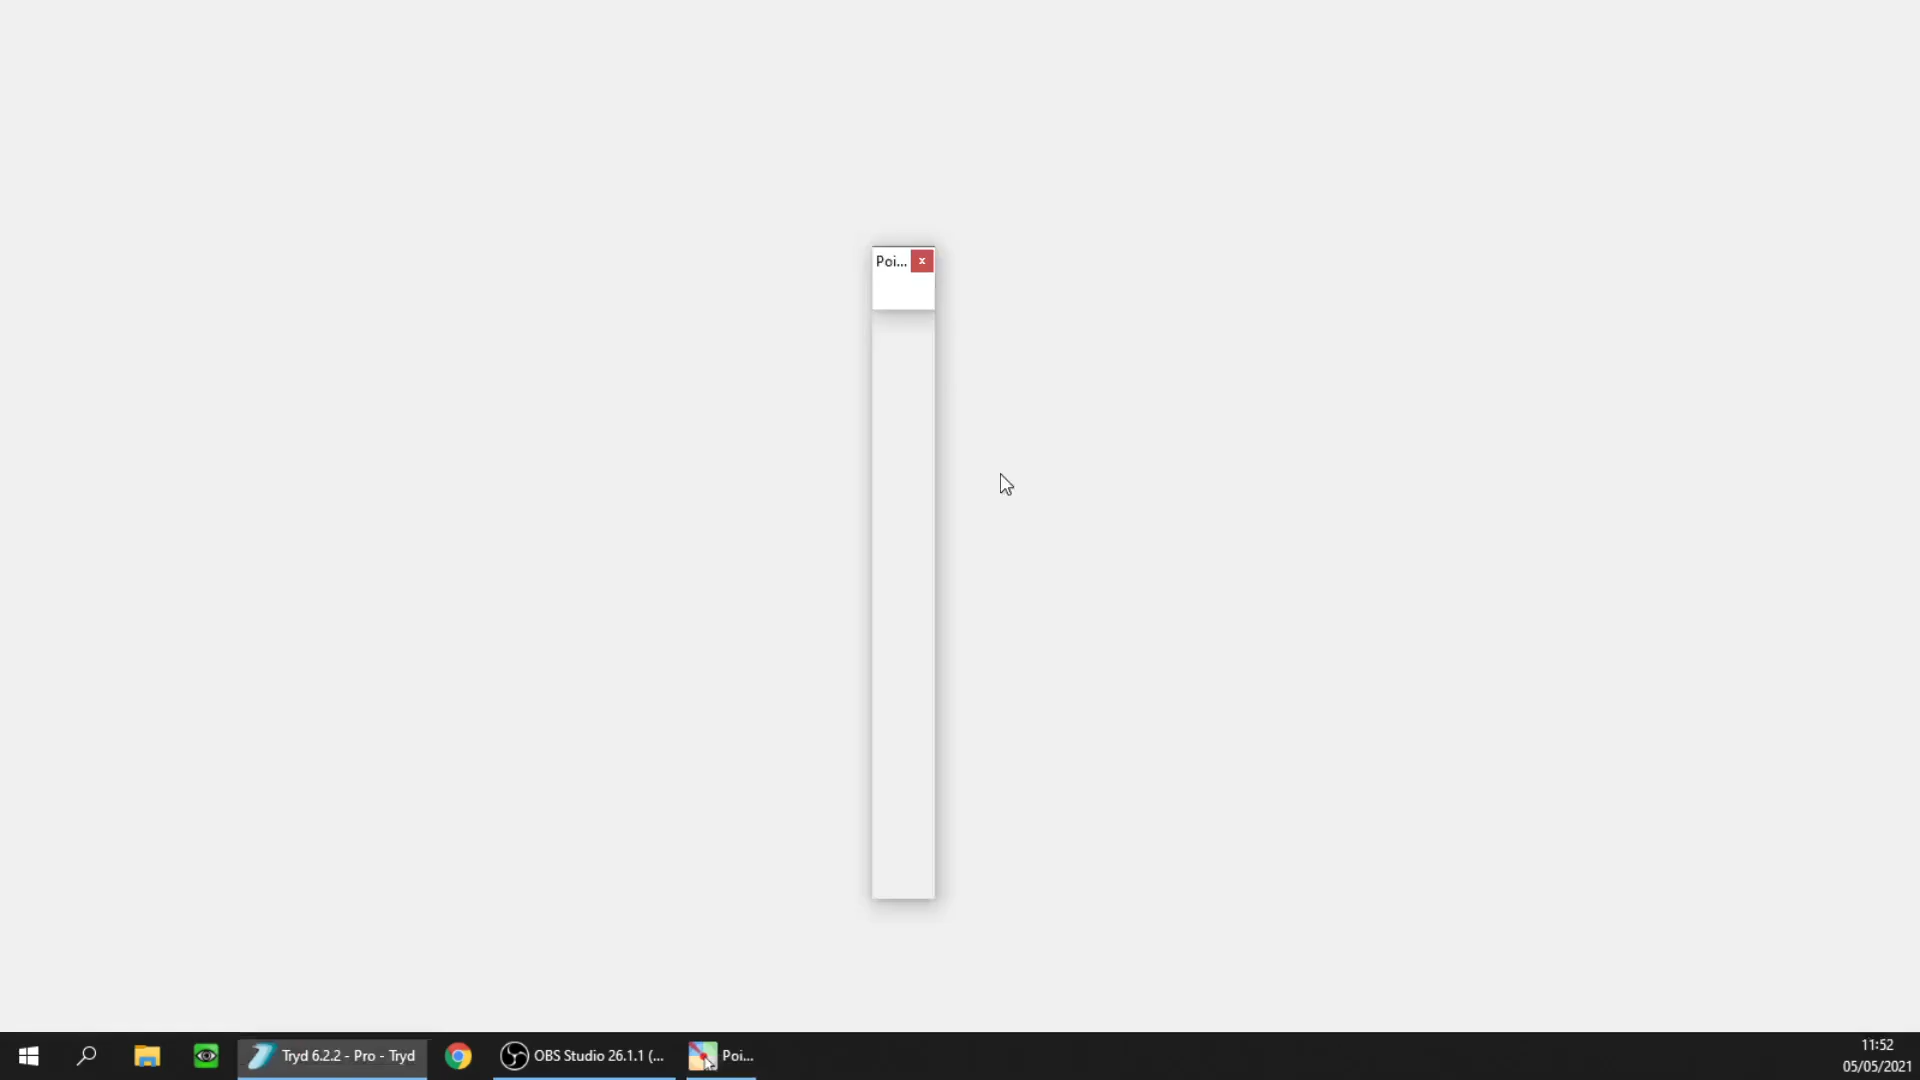 Poi... x
Tryd 6.2.2 - Pro - Tryd
OBS Studio 26.1.1 (...
Poi...
11:52
05/05/2021